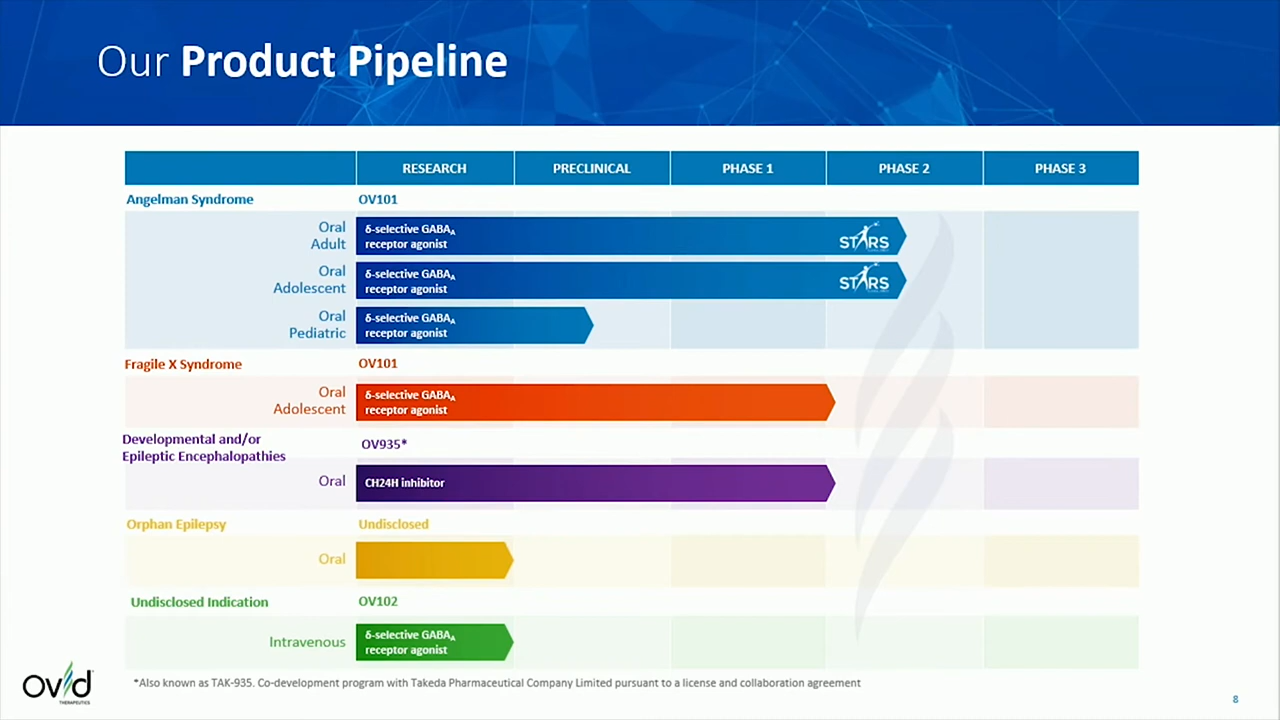 Our Product Pipeline
RESEARCH PRECLINICAL PHASE 1 PHASE 2 PHASE 3
Angelman Syndrome OV101
Oral
Adult
δ-selective GABAA
receptor agonist
STARS
Oral
Adolescent
δ-selective GABAA
receptor agonist
STARS
Oral
Pediatric
δ-selective GABAA
receptor agonist
Fragile X Syndrome OV101
Oral
Adolescent
δ-selective GABAA
receptor agonist
Developmental and/or
Epileptic Encephalopathies
OV935*
Oral CH24H inhibitor
Orphan Epilepsy Undisclosed
Oral
Undisclosed Indication OV102
Intravenous
δ-selective GABAA
receptor agonist
*Also known as TAK-935. Co-development program with Takeda Pharmaceutical Company Limited pursuant to a license and collaboration agreement
ovid
THERAPEUTICS
8